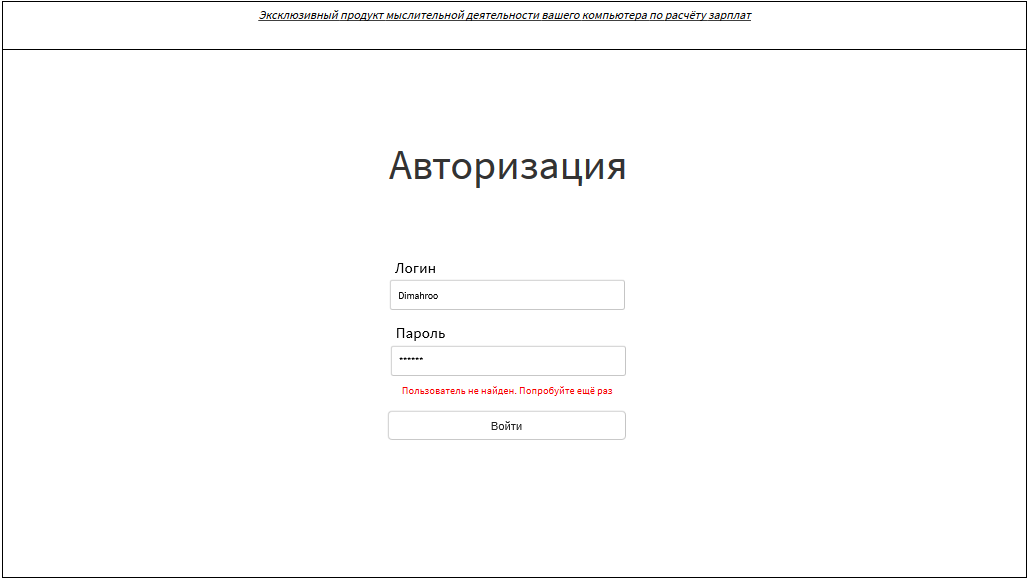 Эксклюзивный продукт мыслительной деятельности вашего компьютера по расчёту зарплат
Авторизация
Логин
Dimahroo
Пароль
******
Пользователь не найден. Попробуйте ещё раз
Войти